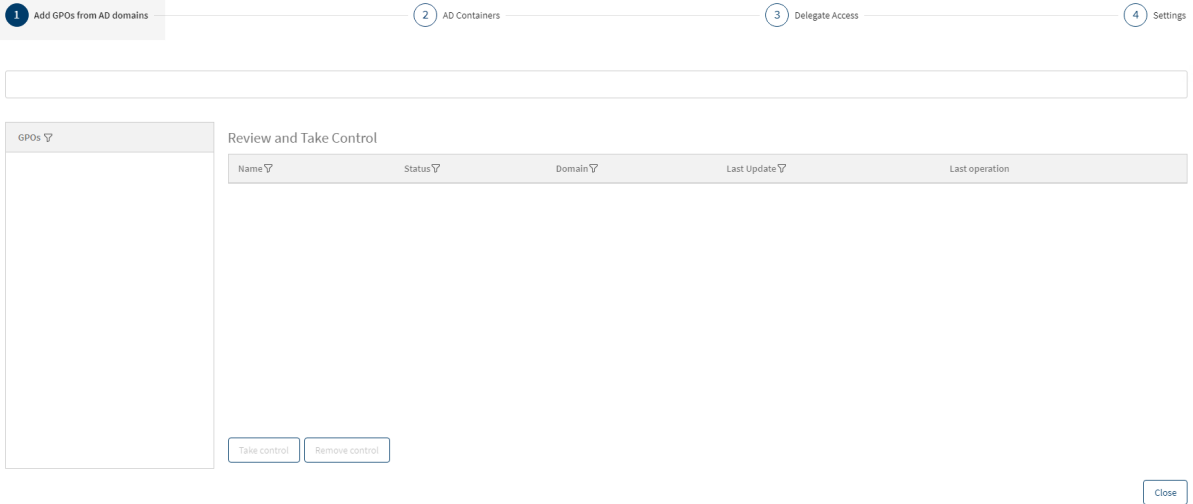 1 Add GPOs from AD domains 2 AD Containers 3 Delegate Access 4 Settings
GPOs
Review and Take Control
Name Status Domain Last Update Last operation
Take control Remove control
Close